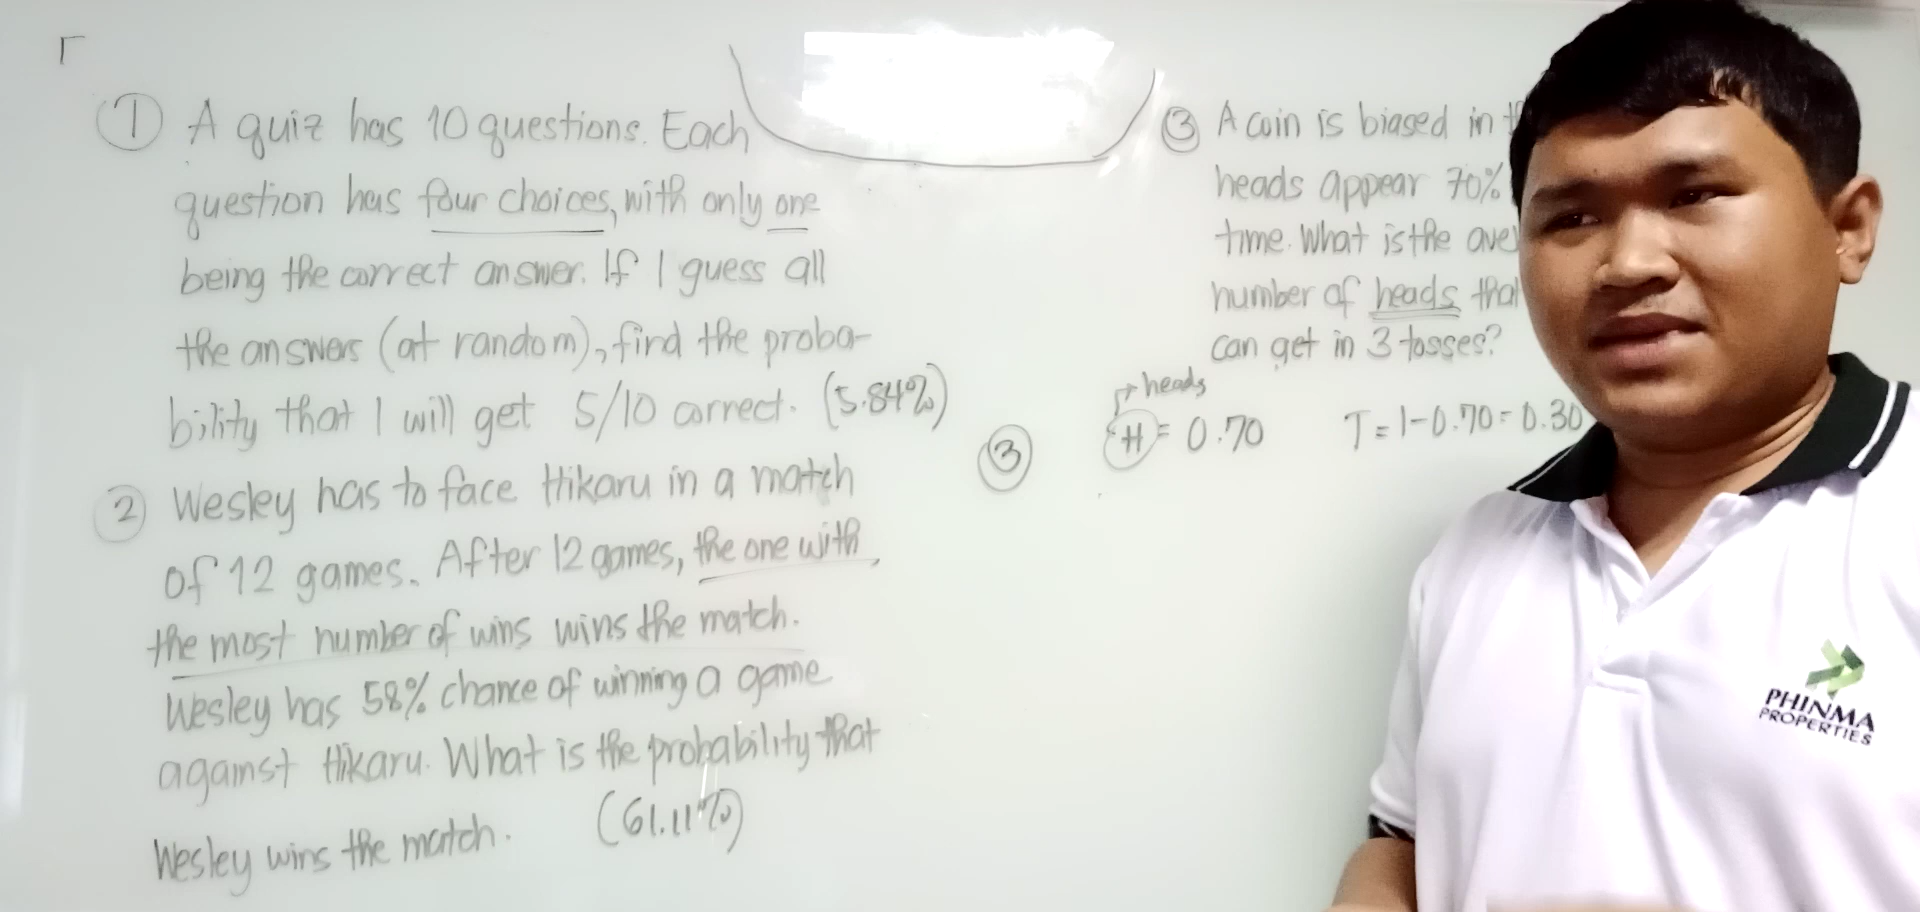 ① A quiz has 10 questions. Each
question has four choices, with only one
being the correct answer. If I guess all
the answers (at random), find the proba-
bility that I will get 5/10 correct. (5.84%)
② Wesley has to face Hikaru in a match
of 12 games. After 12 games, the one with
the most number of wins wins the match.
Wesley has 58% chance of winning a game
against Hikaru. What is the probability that
Wesley wins the match. (61.11%)
③ A coin is biased in
heads appear 70%
time. What is the
number of heads
can get in 3 tosses?
heads
③ H = 0.70 T = 1-0.70 = 0.30
PHINMA
PROPERTIES